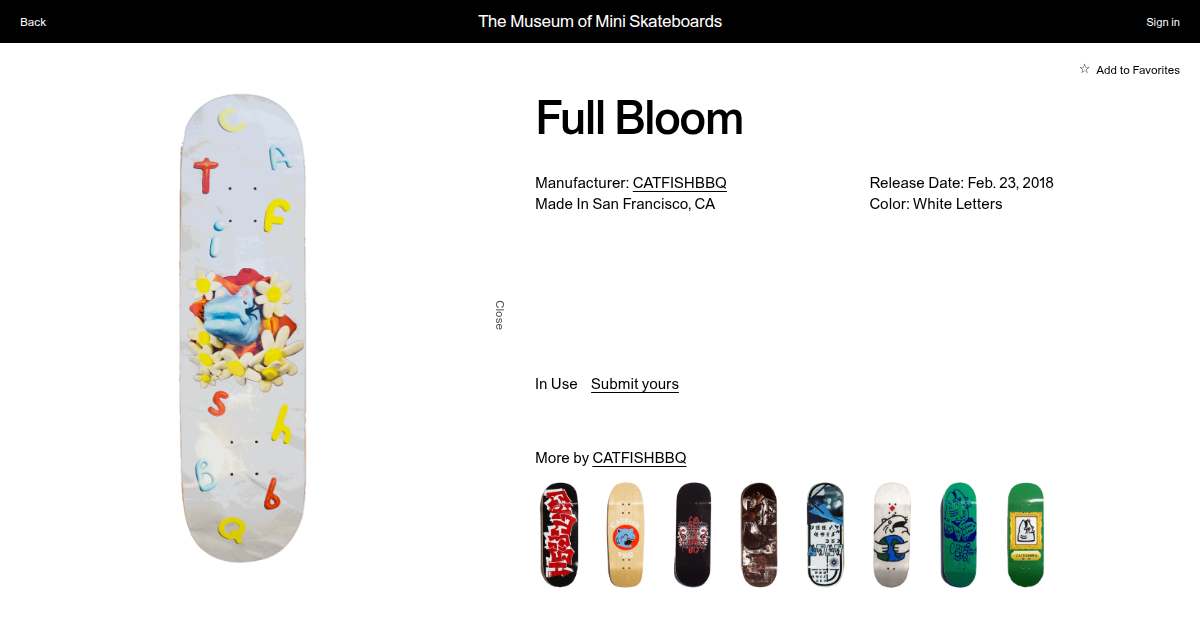 Back
The Museum of Mini Skateboards
Sign in
☆ Add to Favorites
C
A
T
F
i
s
h
B
b
Q
Full Bloom
Manufacturer: CATFISHBBQ
Made In San Francisco, CA
Release Date: Feb. 23, 2018
Color: White Letters
Close
In Use Submit yours
More by CATFISHBBQ
CATFISHBBQ